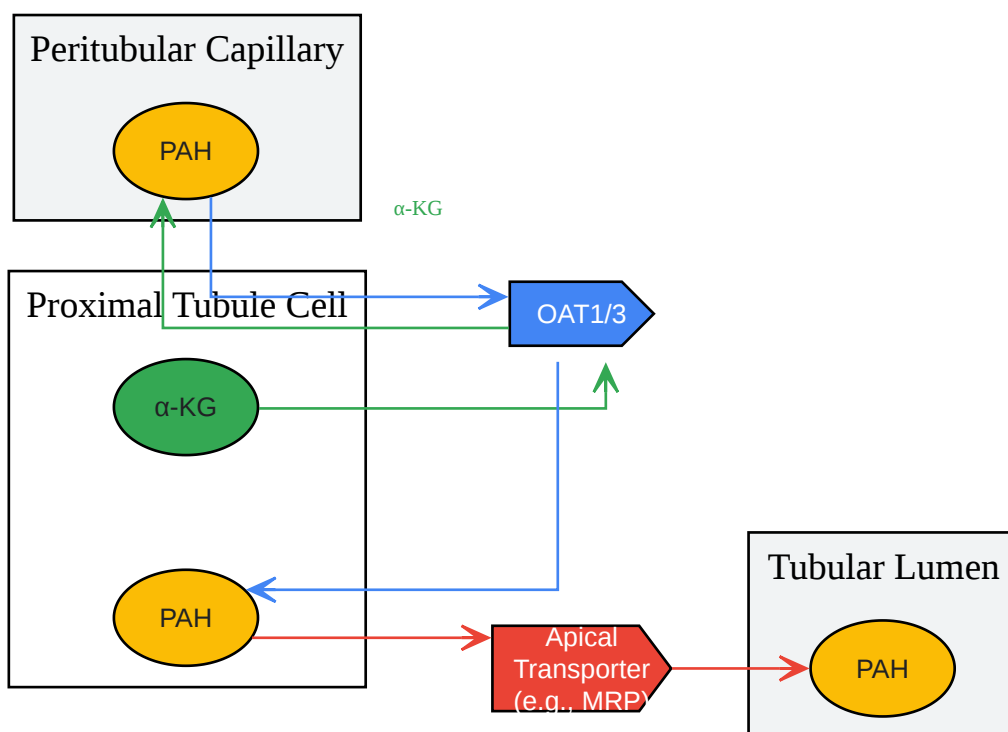 Peritubular Capillary
PAH
α-KG
Proximal Tubule Cell
OAT1/3
α-KG
PAH
Apical
Transporter
(e.g., MRP)
Tubular Lumen
PAH